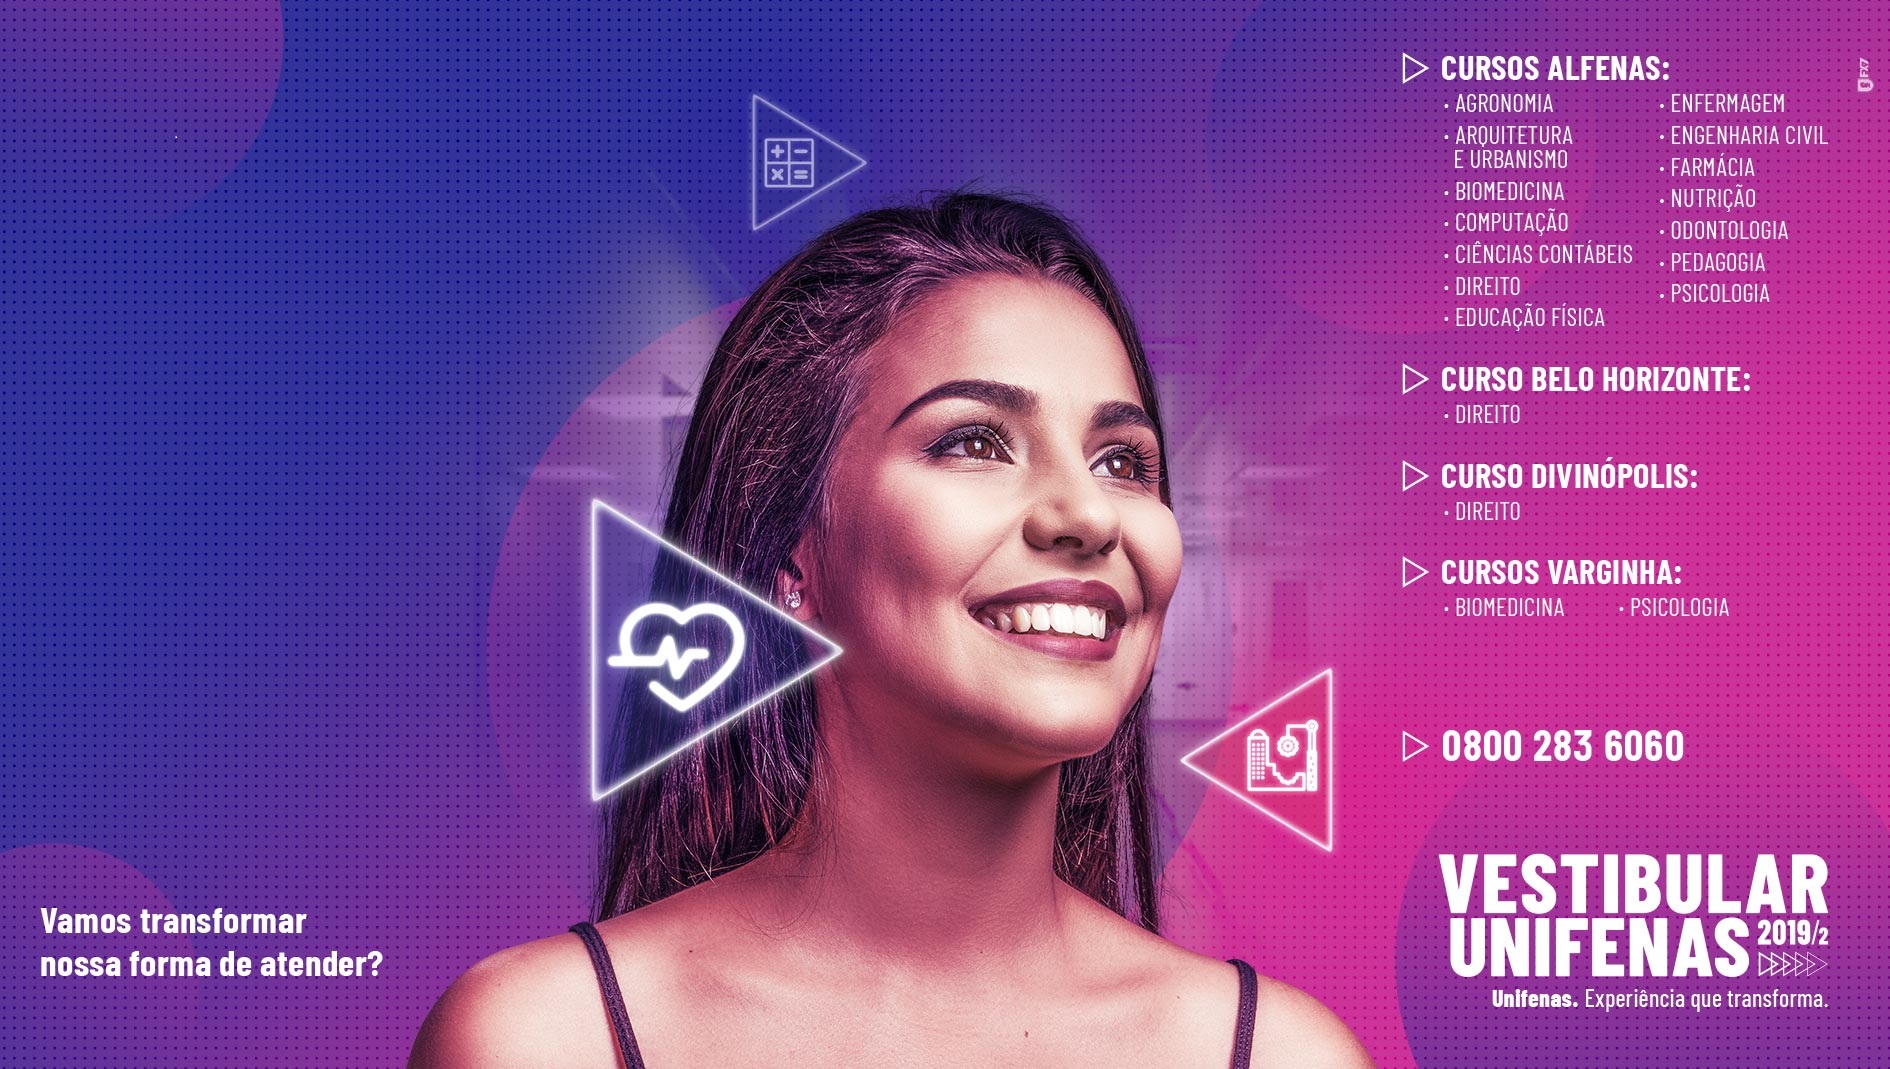 CURSOS ALFENAS:
• AGRONOMIA
• ARQUITETURA
E URBANISMO
• BIOMEDICINA
• COMPUTAÇÃO
• CIÊNCIAS CONTÁBEIS
• DIREITO
• EDUCAÇÃO FÍSICA
• ENFERMAGEM
• ENGENHARIA CIVIL
• FARMÁCIA
• NUTRIÇÃO
• ODONTOLOGIA
• PEDAGOGIA
• PSICOLOGIA
CURSO BELO HORIZONTE:
• DIREITO
CURSO DIVINÓPOLIS:
• DIREITO
CURSOS VARGINHA:
• BIOMEDICINA • PSICOLOGIA
0800 283 6060
VESTIBULAR
UNIFENAS 2019/2
Unifenas. Experiência que transforma.
Vamos transformar
nossa forma de atender?
FX7